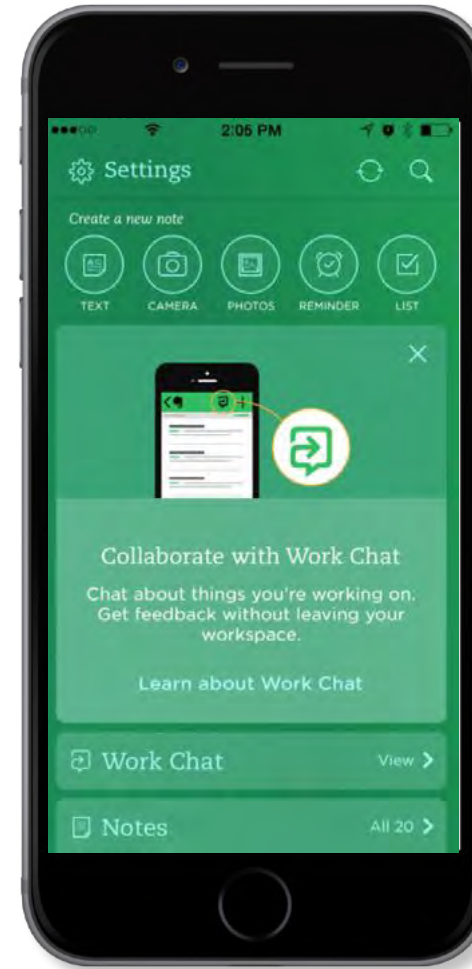 2:05 PM
Settings
Create a new note
TEXT CAMERA PHOTOS REMINDER LIST
Collaborate with Work Chat
Chat about things you're working on.
Get feedback without leaving your
workspace.
Learn about Work Chat
Work Chat View
Notes All 20